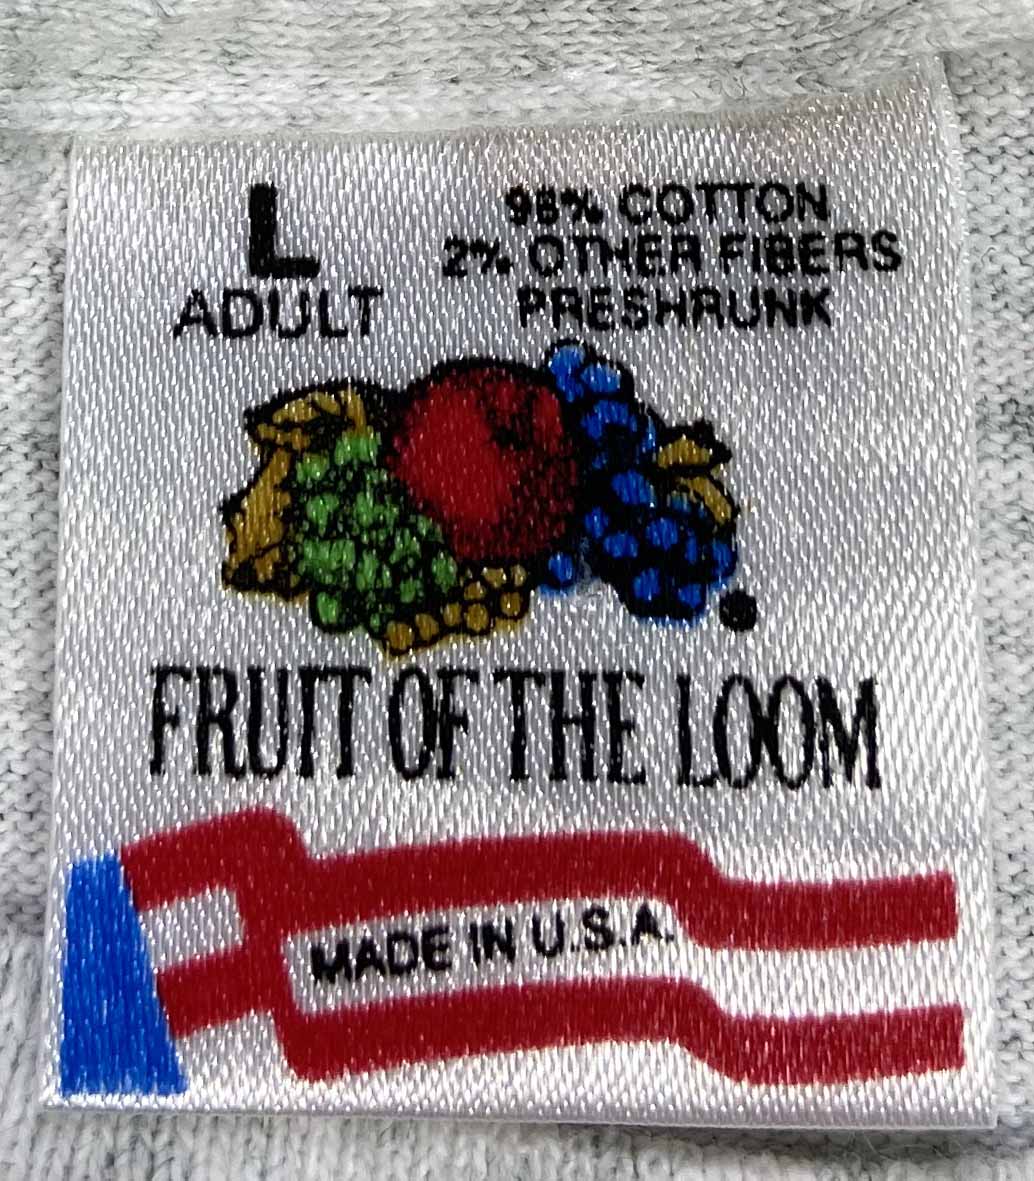 L
ADULT
98% COTTON
2% OTHER FIBERS
PRESHRUNK
FRUIT OF THE LOOM
MADE IN U.S.A.